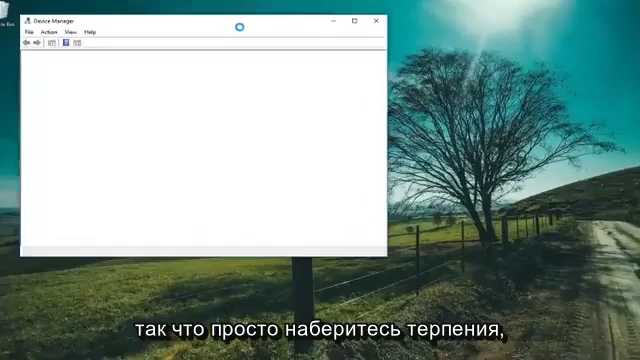 Device Manager
File Action View Help
так что просто наберитесь терпения,